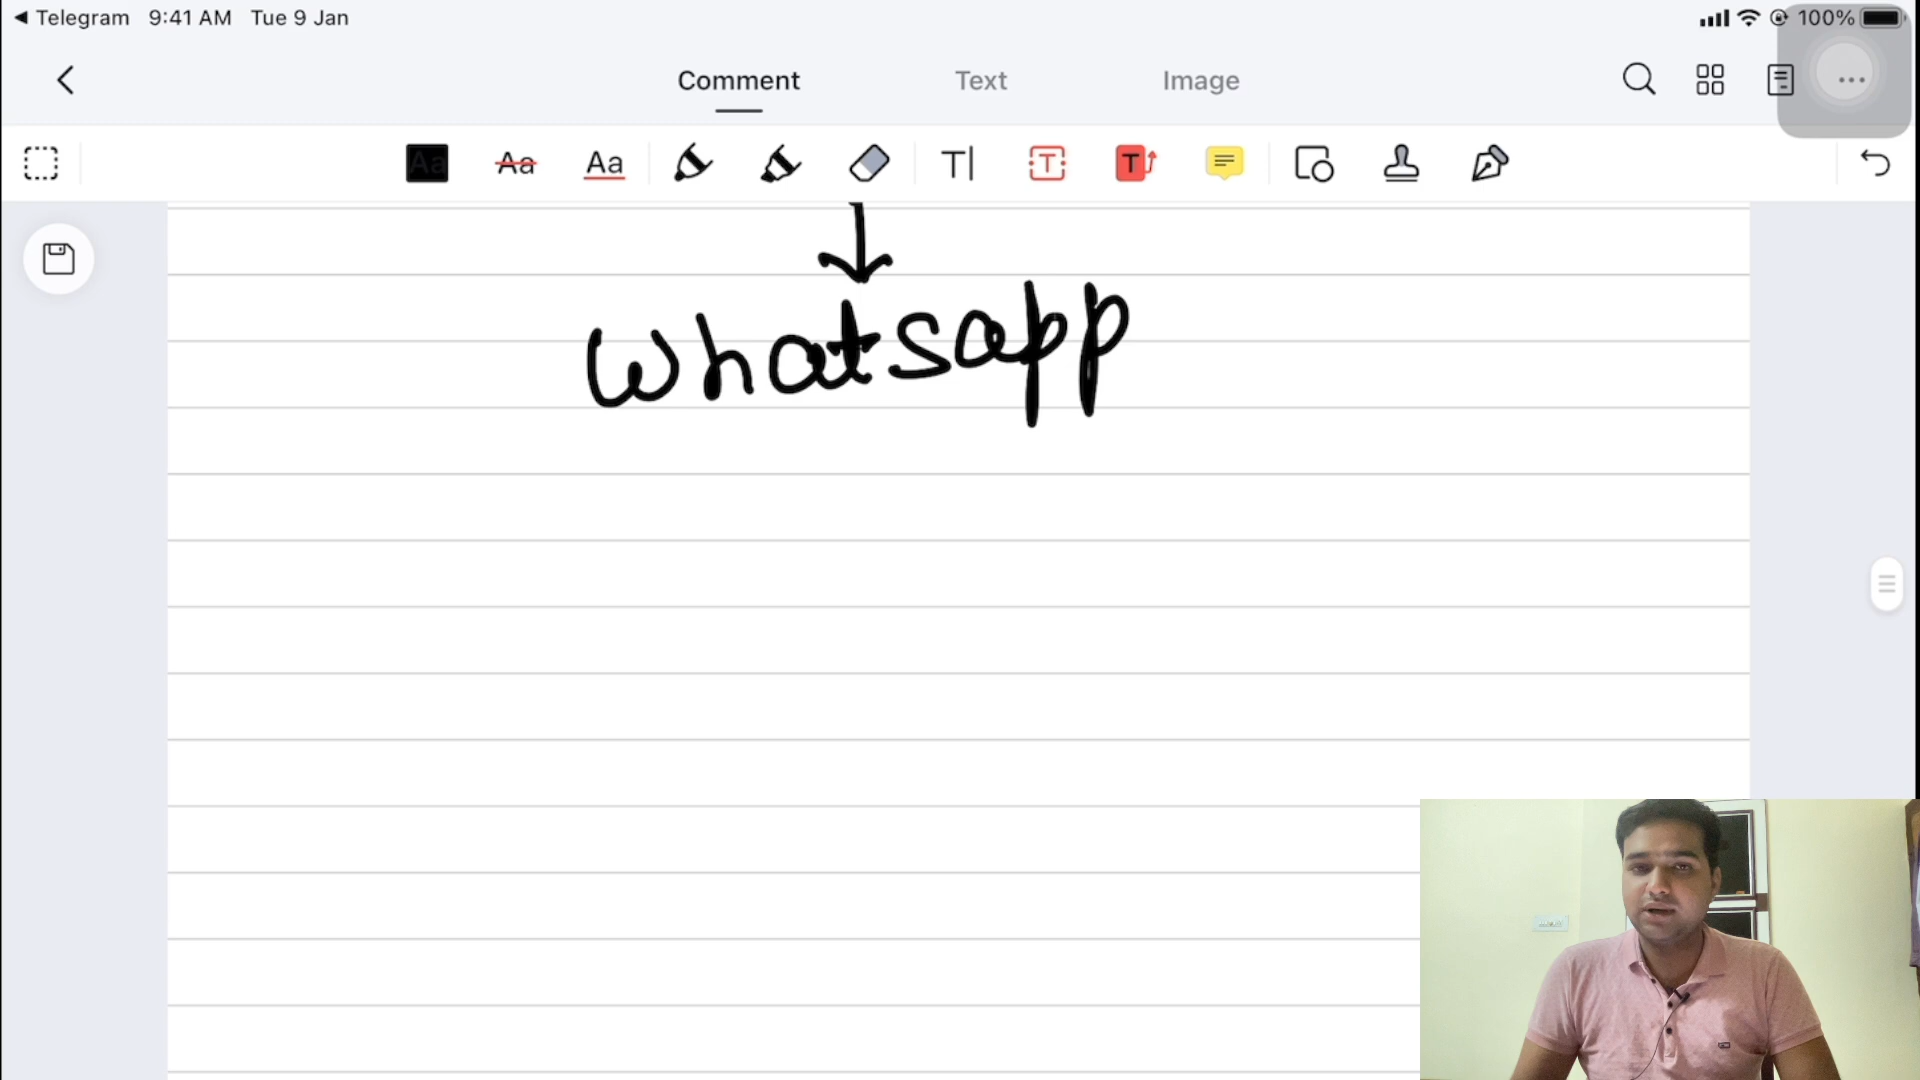 ◀ Telegram 9:41 AM Tue 9 Jan 100%
Comment Text Image
Aa Aa Aa T T T
whatsapp